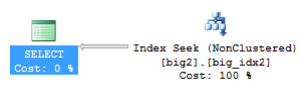 SELECT
Cost: 0 %
Index Seek (NonClustered)
[big2].[big_idx2]
Cost: 100 %